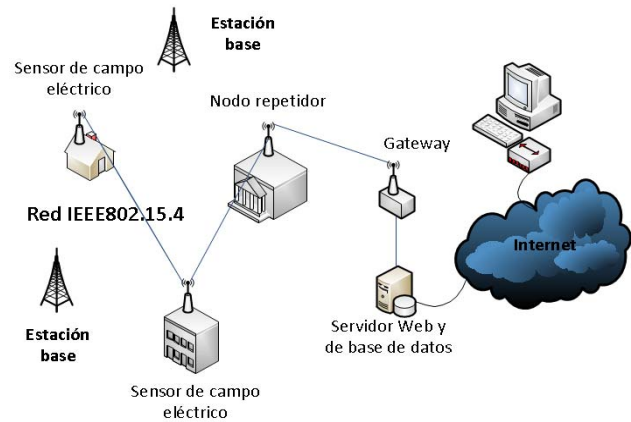 Estación
base
Sensor de campo
eléctrico
Nodo repetidor
Gateway
Red IEEE802.15.4
Internet
Estación
base
Servidor Web y
de base de datos
Sensor de campo
eléctrico